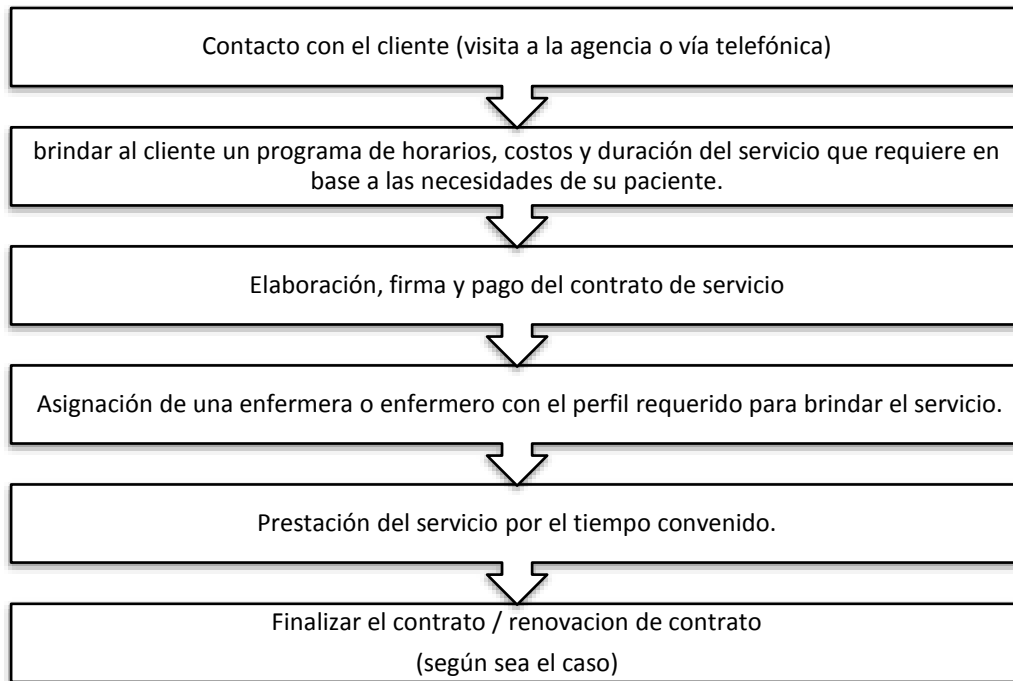 Contacto con el cliente (visita a la agencia o vía telefónica)
brindar al cliente un programa de horarios, costos y duración del servicio que requiere en
base a las necesidades de su paciente.
Elaboración, firma y pago del contrato de servicio
Asignación de una enfermera o enfermero con el perfil requerido para brindar el servicio.
Prestación del servicio por el tiempo convenido.
Finalizar el contrato / renovacion de contrato
(según sea el caso)